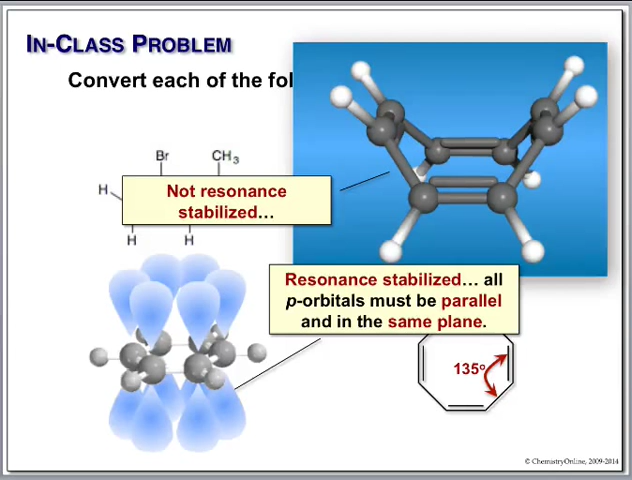 IN-CLASS PROBLEM
Convert each of the fol
Br
CH3
H
Not resonance
stabilized…
H
H
Resonance stabilized… all
p-orbitals must be parallel
and in the same plane.
135°
© ChemistryOnline, 2009-2014